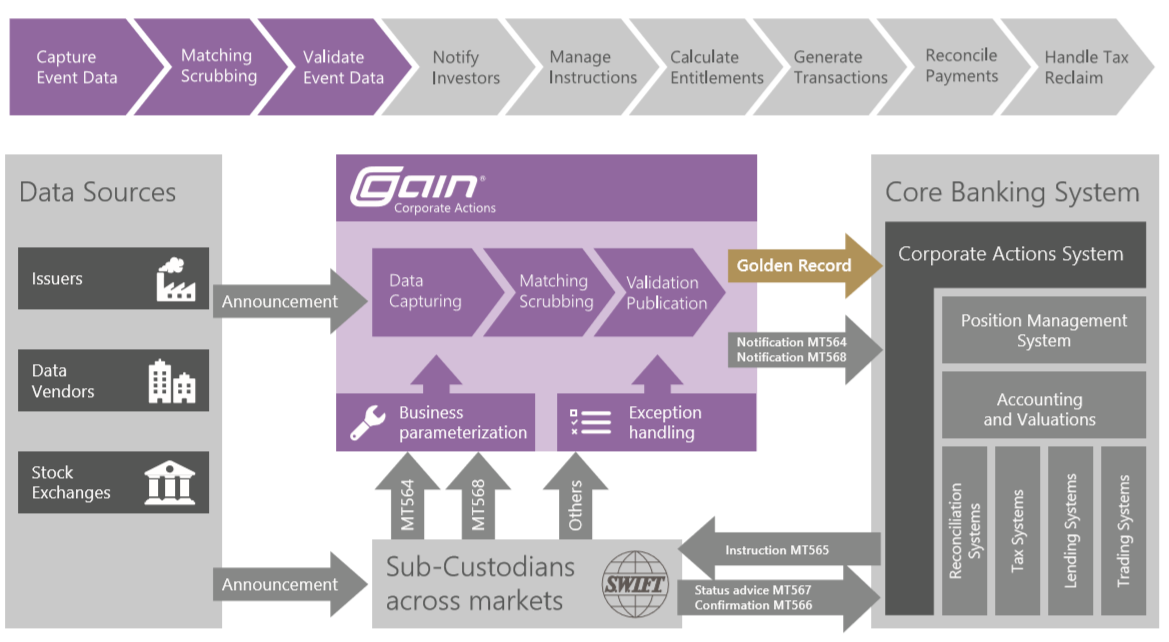 Capture
Event Data
Matching
Scrubbing
Validate
Event Data
Notify
Investors
Manage
Instructions
Calculate
Entitlements
Generate
Transactions
Reconcile
Payments
Handle Tax
Reclaim
Data Sources
Issuers
Data
Vendors
Stock
Exchanges
Announcement
Announcement
Gain®
Corporate Actions
Data
Capturing
Matching
Scrubbing
Validation
Publication
Business
parameterization
Exception
handling
MT564
MT568
Others
Sub-Custodians
across markets
SWIFT
Golden Record
Notification MT564
Notification MT568
Instruction MT565
Status advice MT567
Confirmation MT566
Core Banking System
Corporate Actions System
Position Management
System
Accounting
and Valuations
Reconciliation
Systems
Tax Systems
Lending Systems
Trading Systems